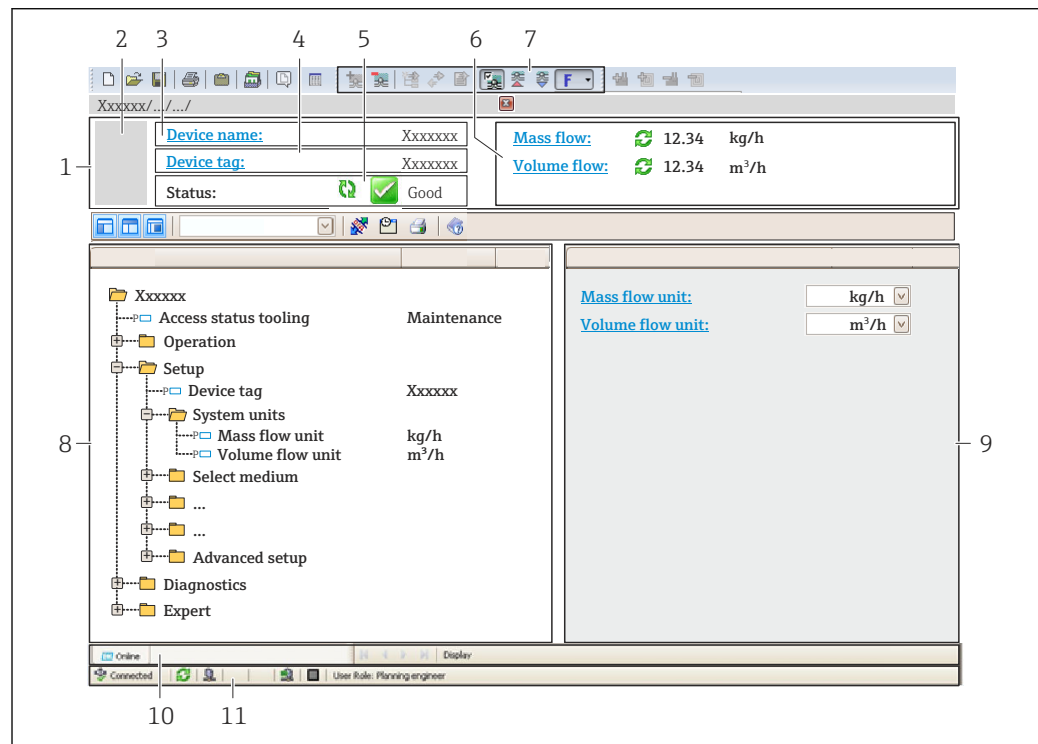 2 3 4 5 6 7
F
Xxxxxx/.../.../
1
Device name: Xxxxxxx
Device tag: Xxxxxxx
Status: Good
Mass flow: 12.34 kg/h
Volume flow: 12.34 m³/h
Xxxxxx
P Access status tooling Maintenance
Operation
Setup
P Device tag Xxxxxx
System units
P Mass flow unit kg/h
P Volume flow unit m³/h
Select medium
...
...
Advanced setup
Diagnostics
Expert
8
Mass flow unit: kg/h
Volume flow unit: m³/h
9
Online Display
Connected User Role: Planning engineer
10 11